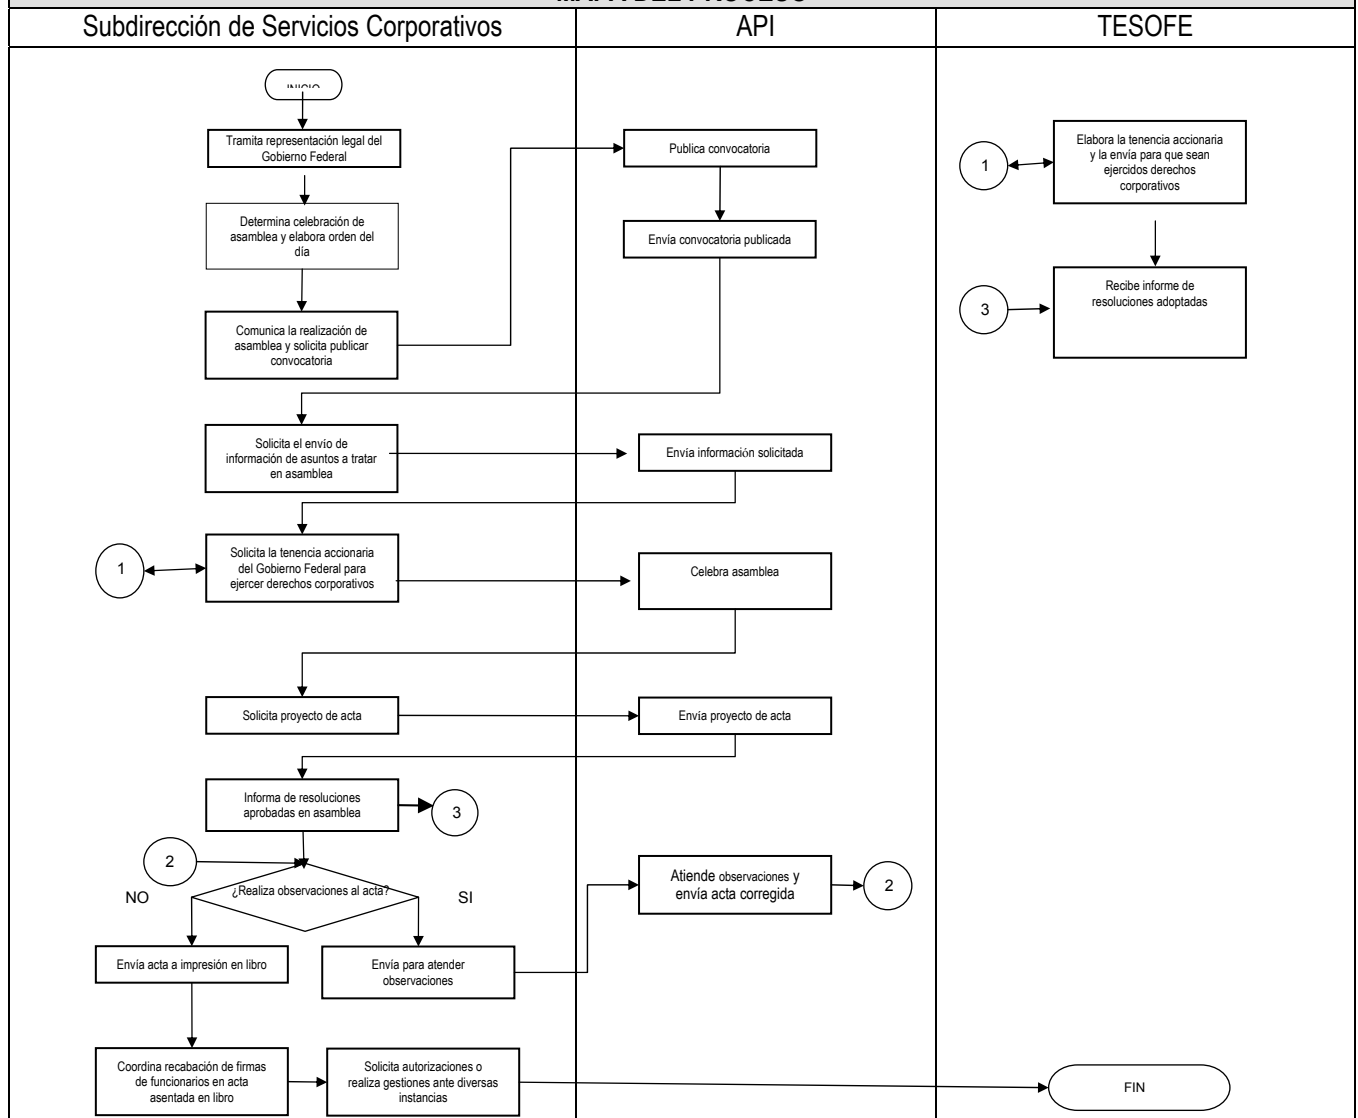 MAPA DEL PROCESO
Subdirección de Servicios Corporativos
API
TESOFE
INICIO
Tramita representación legal del
Gobierno Federal
Determina celebración de
asamblea y elabora orden del
día
Comunica la realización de
asamblea y solicita publicar
convocatoria
Publica convocatoria
Envía convocatoria publicada
1
Elabora la tenencia accionaria
y la envía para que sean
ejercidos derechos
corporativos
3
Recibe informe de
resoluciones adoptadas
Solicita el envío de
información de asuntos a tratar
en asamblea
Envía información solicitada
1
Solicita la tenencia accionaria
del Gobierno Federal para
ejercer derechos corporativos
Celebra asamblea
Solicita proyecto de acta
Envía proyecto de acta
Informa de resoluciones
aprobadas en asamblea
3
2
¿Realiza observaciones al acta?
NO
SI
Atiende observaciones y
envía acta corregida
2
Envía acta a impresión en libro
Envía para atender
observaciones
Coordina recabación de firmas
de funcionarios en acta
asentada en libro
Solicita autorizaciones o
realiza gestiones ante diversas
instancias
FIN